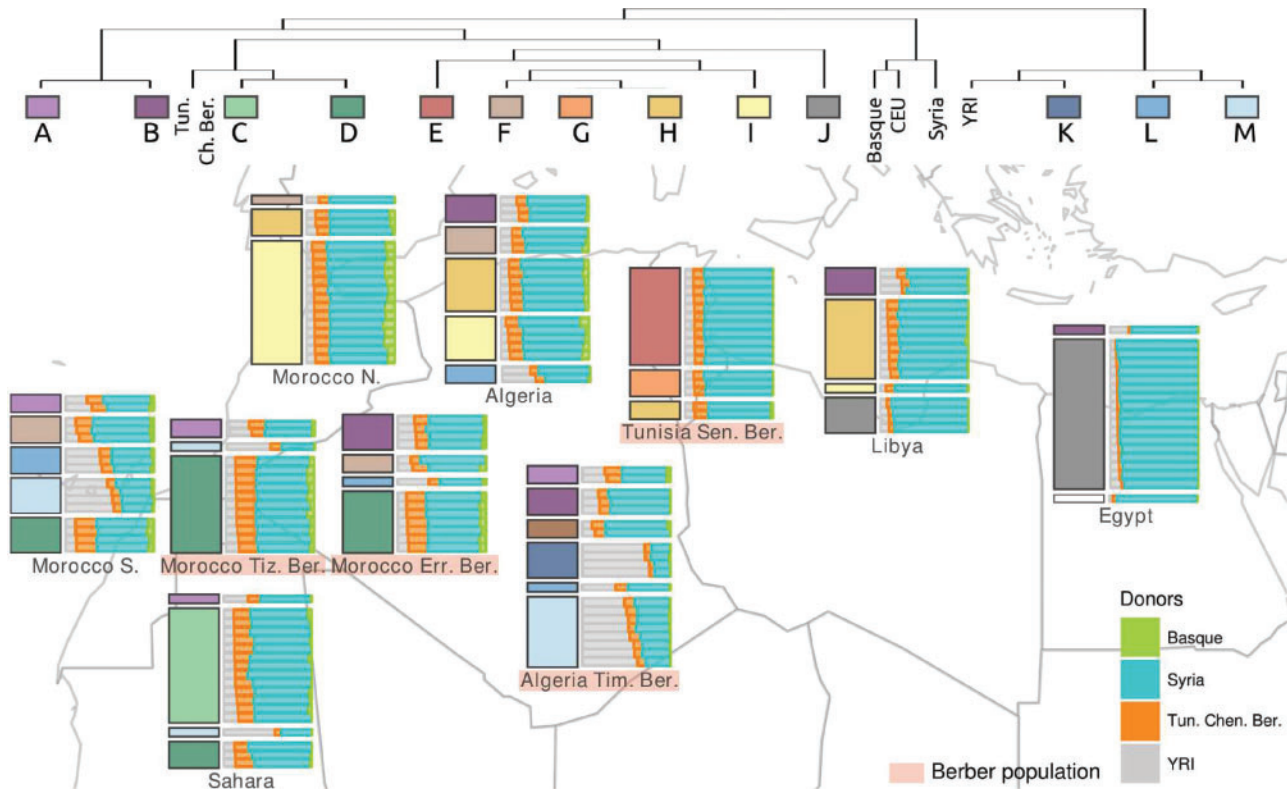 A
B
Tun.
Ch. Ber.
C
D
E
F
G
H
I
J
Basque
CEU
Syria
YRI
K
L
M
Morocco N.
Algeria
Tunisia Sen. Ber.
Libya
Egypt
Morocco S.
Morocco Tiz. Ber.
Morocco Err. Ber.
Algeria Tim. Ber.
Sahara
Donors
Basque
Syria
Tun. Chen. Ber.
YRI
Berber population